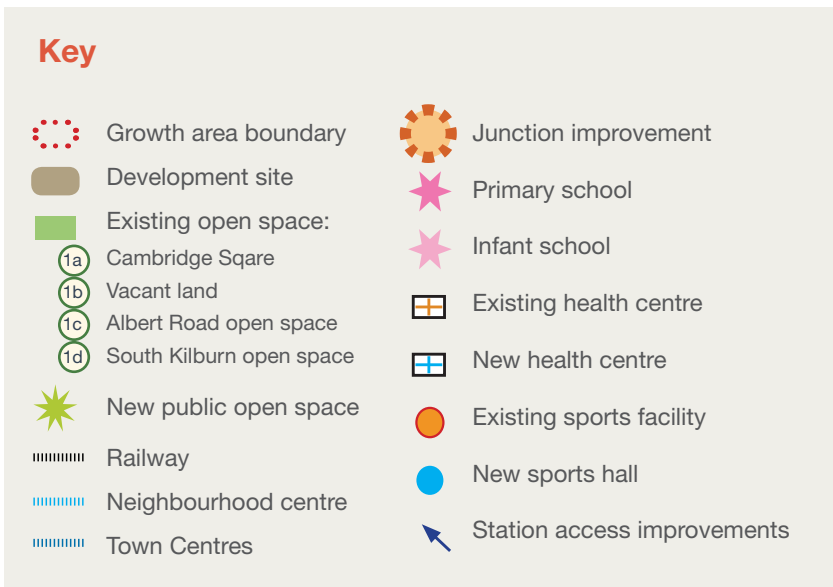 Key
Growth area boundary
Development site
Existing open space:
1a Cambridge Sqare
1b Vacant land
1c Albert Road open space
1d South Kilburn open space
New public open space
Railway
Neighbourhood centre
Town Centres
Junction improvement
Primary school
Infant school
Existing health centre
New health centre
Existing sports facility
New sports hall
Station access improvements